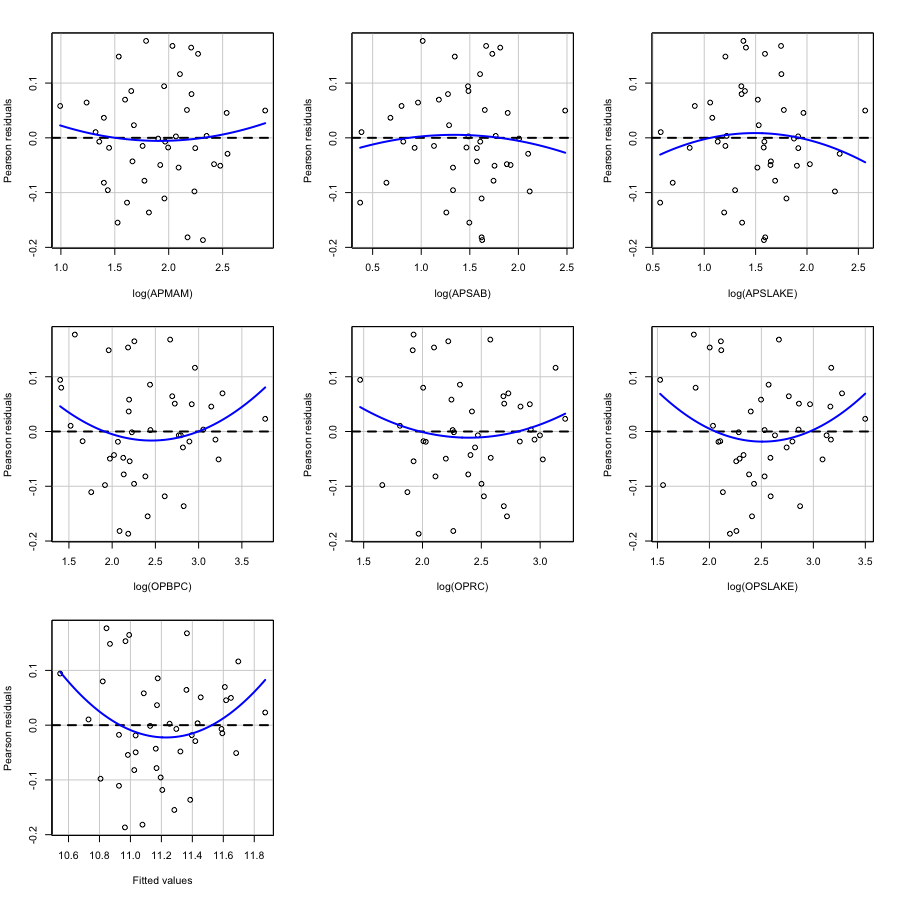 Pearson residuals
0.1
0.0
-0.1
-0.2
1.0 1.5 2.0 2.5
log(APMAM)
Pearson residuals
0.1
0.0
-0.1
-0.2
0.5 1.0 1.5 2.0 2.5
log(APSAB)
Pearson residuals
0.1
0.0
-0.1
-0.2
0.5 1.0 1.5 2.0 2.5
log(APSLAKE)
Pearson residuals
0.1
0.0
-0.1
-0.2
1.5 2.0 2.5 3.0 3.5
log(OPBPC)
Pearson residuals
0.1
0.0
-0.1
-0.2
1.5 2.0 2.5 3.0
log(OPRC)
Pearson residuals
0.1
0.0
-0.1
-0.2
1.5 2.0 2.5 3.0 3.5
log(OPSLAKE)
Pearson residuals
0.1
0.0
-0.1
-0.2
10.6 10.8 11.0 11.2 11.4 11.6 11.8
Fitted values